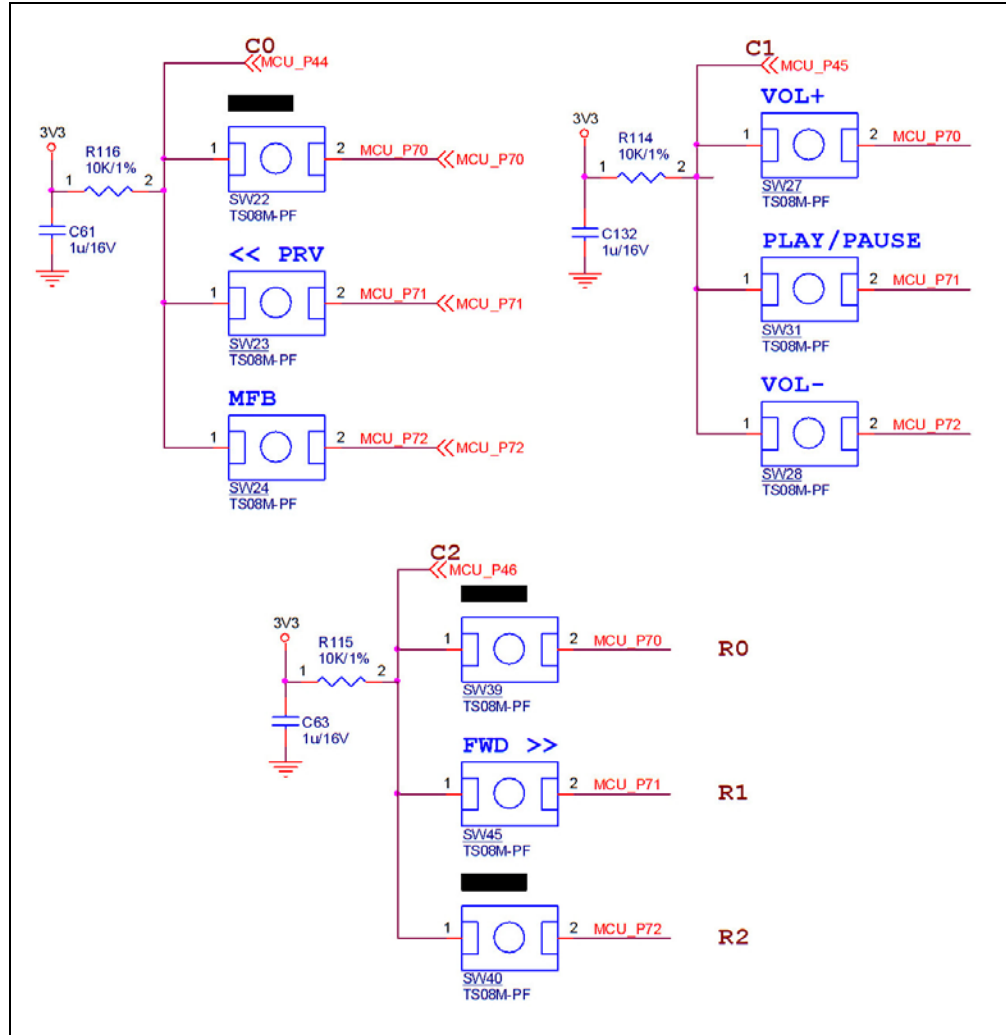 C0
MCU_P44
3V3
R116
10K/1%
1 2
C61
1u/16V
1 2 MCU_P70 MCU_P70
SW22
TS08M-PF
<< PRV
1 2 MCU_P71 MCU_P71
SW23
TS08M-PF
MFB
1 2 MCU_P72 MCU_P72
SW24
TS08M-PF
C1
MCU_P45
VOL+
3V3
R114
10K/1%
1 2
C132
1u/16V
1 2 MCU_P70
SW27
TS08M-PF
PLAY/PAUSE
1 2 MCU_P71
SW31
TS08M-PF
VOL-
1 2 MCU_P72
SW28
TS08M-PF
C2
MCU_P46
3V3
R115
10K/1%
1 2
C63
1u/16V
1 2 MCU_P70 R0
SW39
TS08M-PF
FWD >>
1 2 MCU_P71 R1
SW45
TS08M-PF
1 2 MCU_P72 R2
SW40
TS08M-PF